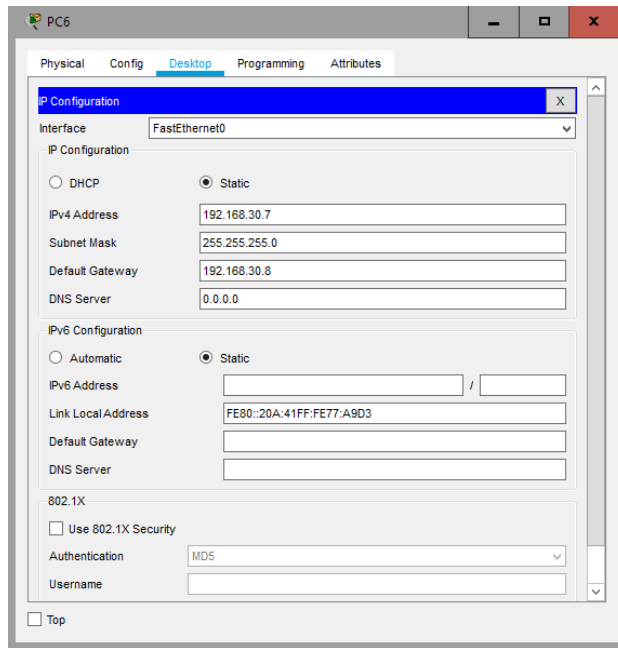 PC6
Physical Config Desktop Programming Attributes
IP Configuration X
Interface FastEthernet0
IP Configuration
DHCP Static
IPv4 Address 192.168.30.7
Subnet Mask 255.255.255.0
Default Gateway 192.168.30.8
DNS Server 0.0.0.0
IPv6 Configuration
Automatic Static
IPv6 Address /
Link Local Address FE80::20A:41FF:FE77:A9D3
Default Gateway
DNS Server
802.1X
Use 802.1X Security
Authentication MD5
Username
Top